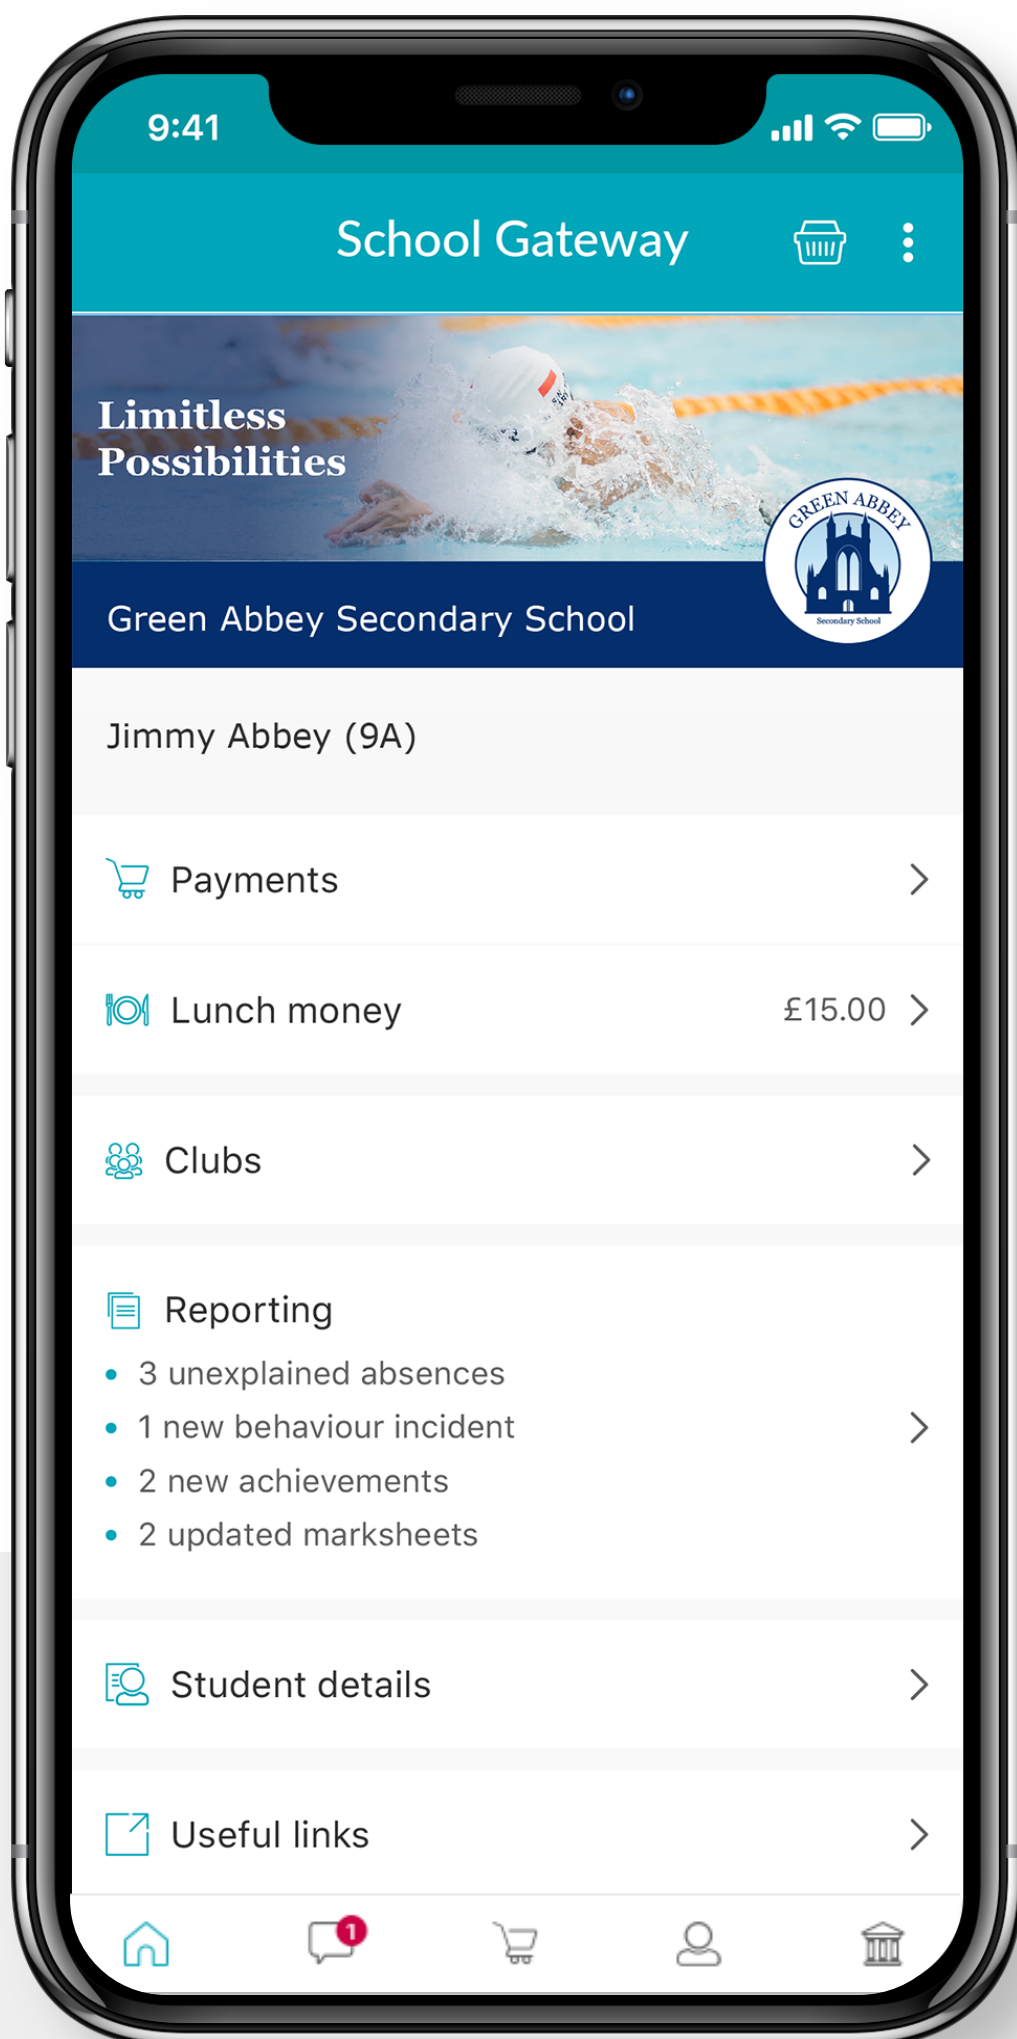 9:41
School Gateway
Limitless
Possibilities
GREEN ABBEY
Secondary School
Green Abbey Secondary School
Jimmy Abbey (9A)
Payments
Lunch money £15.00
Clubs
Reporting
• 3 unexplained absences
• 1 new behaviour incident
• 2 new achievements
• 2 updated marksheets
Student details
Useful links
1